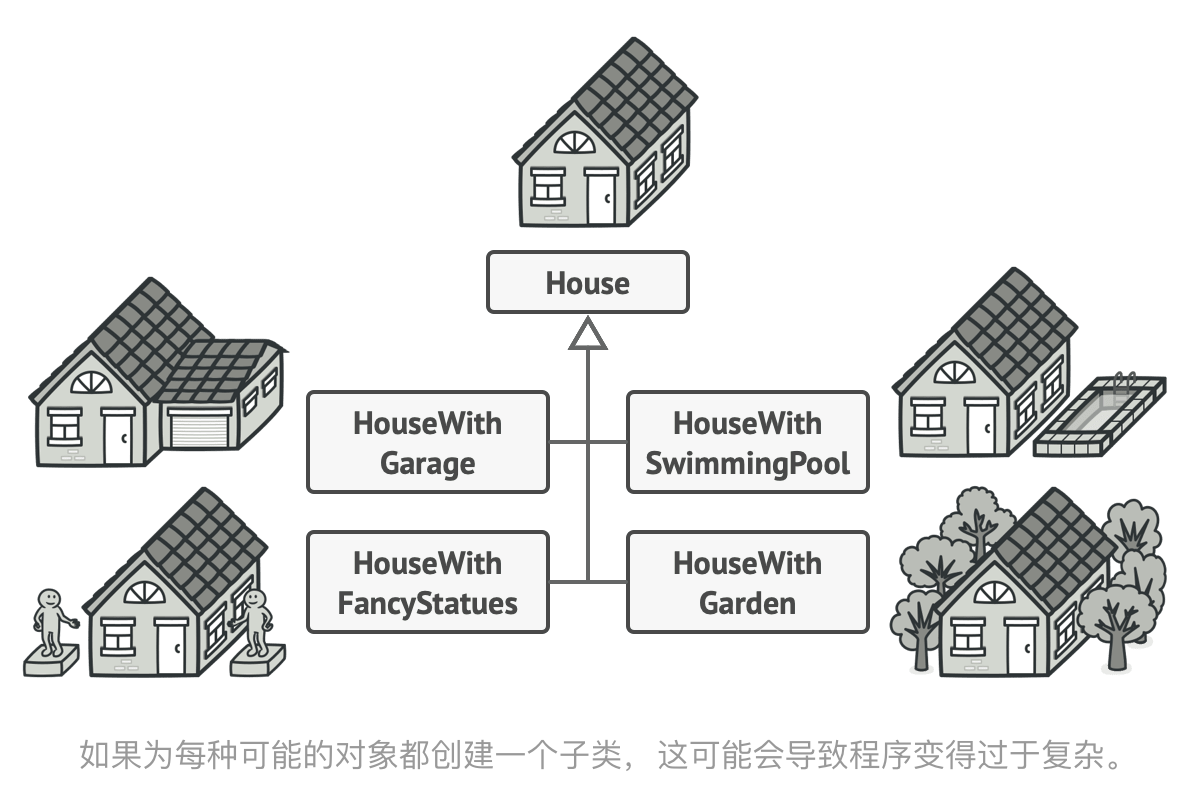 House
HouseWith
Garage
HouseWith
SwimmingPool
HouseWith
FancyStatues
HouseWith
Garden
如果为每种可能的对象都创建一个子类，这可能会导致程序变得过于复杂。